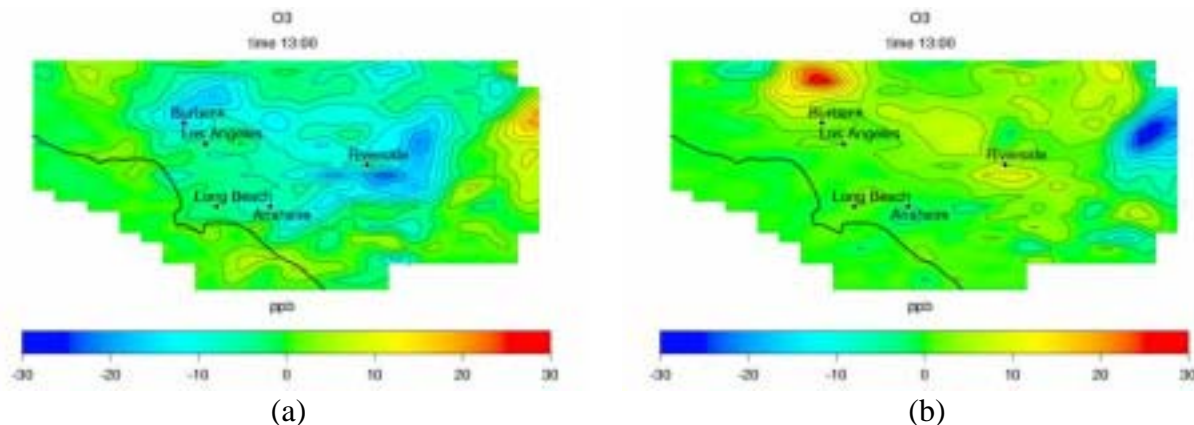 O3
time 13:00
Burbank
Los Angeles
Riverside
Long Beach
Anaheim
ppb
-30 -20 -10 0 10 20 30
(a)
O3
time 13:00
Burbank
Los Angeles
Riverside
Long Beach
Anaheim
ppb
-30 -20 -10 0 10 20 30
(b)